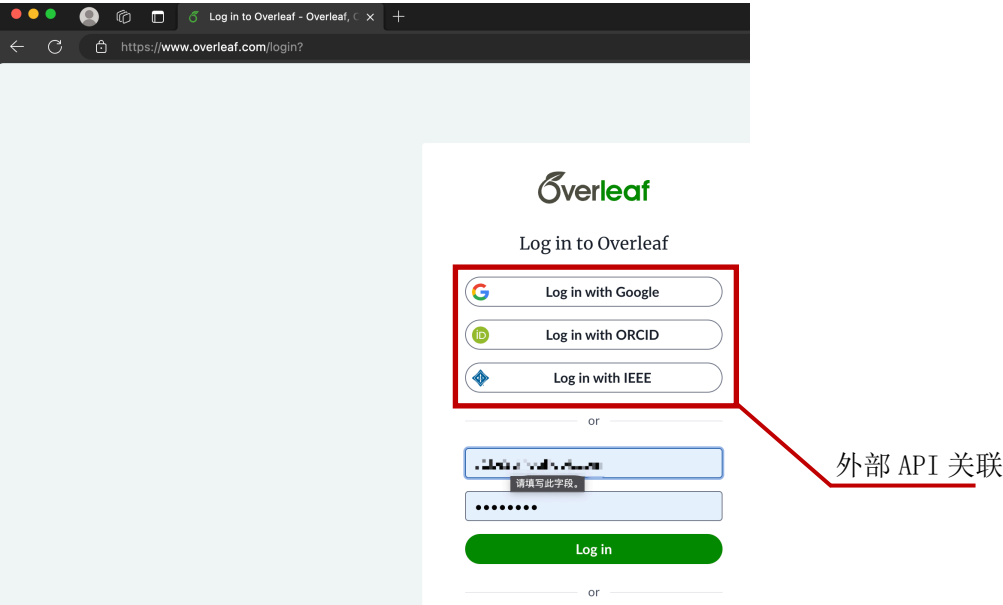 Log in to Overleaf - Overleaf,
https://www.overleaf.com/login?
Overleaf
Log in to Overleaf
Log in with Google
iD
Log in with ORCID
Log in with IEEE
or
请填写此字段。
外部 API 关联
Log in
or